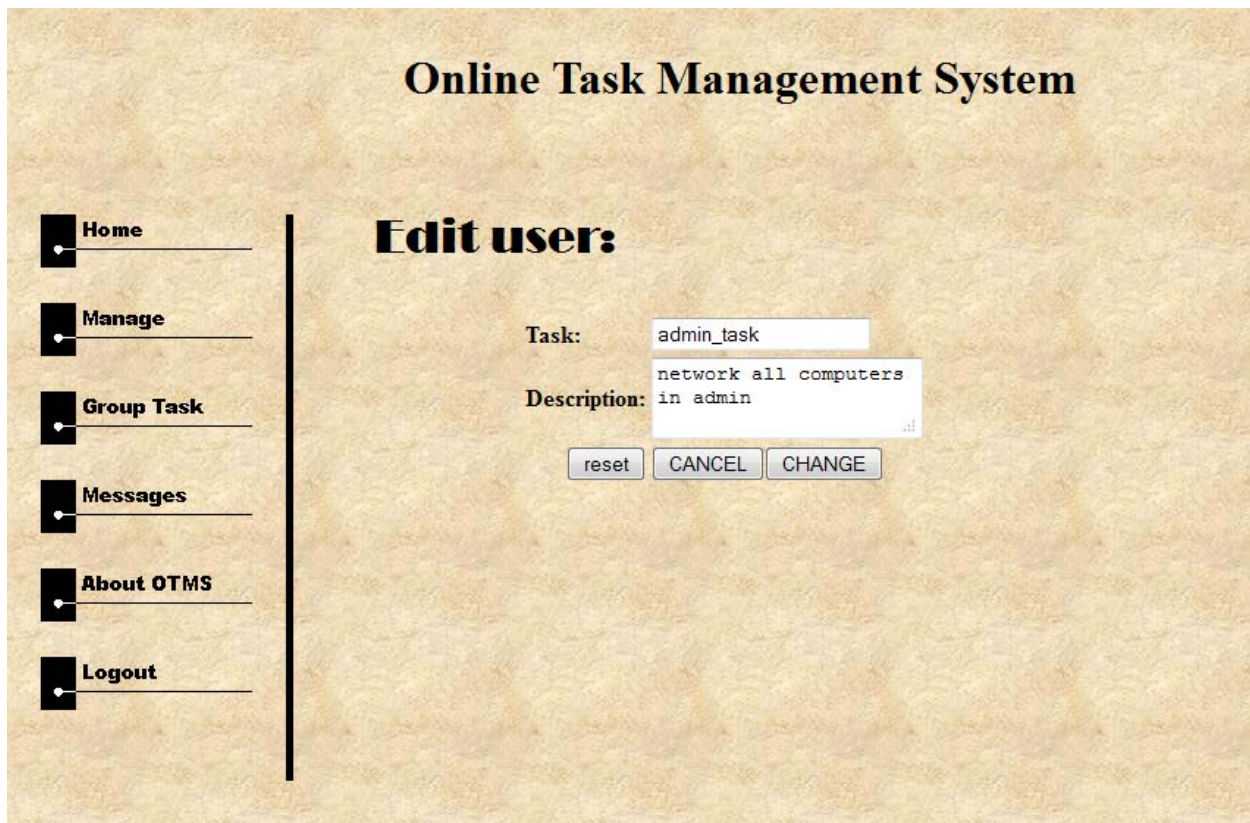 Online Task Management System
Home
Manage
Group Task
Messages
About OTMS
Logout
Edit user:
Task: admin_task
Description: network all computers
in admin
reset CANCEL CHANGE